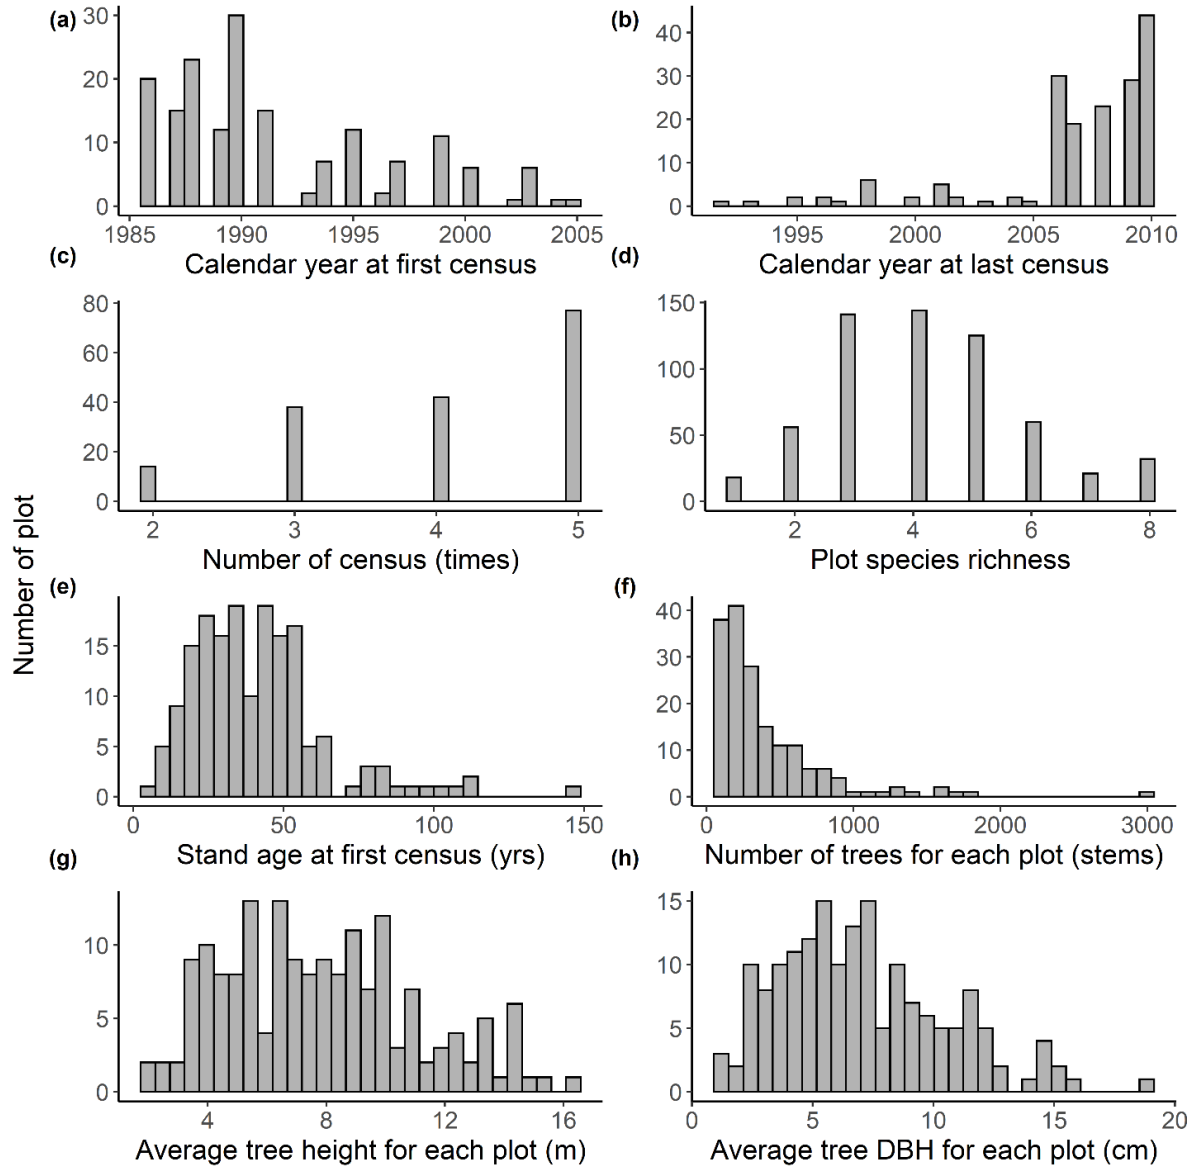 (a)
30
20
10
0
1985 1990 1995 2000 2005
Calendar year at first census
(b)
40
30
20
10
0
1995 2000 2005 2010
Calendar year at last census
(c)
80
60
40
20
0
2 3 4 5
Number of census (times)
(d)
150
100
50
0
2 4 6 8
Plot species richness
Number of plot
(e)
15
10
5
0
0 50 100 150
Stand age at first census (yrs)
(f)
40
30
20
10
0
0 1000 2000 3000
Number of trees for each plot (stems)
(g)
10
5
0
4 8 12 16
Average tree height for each plot (m)
(h)
15
10
5
0
0 5 10 15 20
Average tree DBH for each plot (cm)